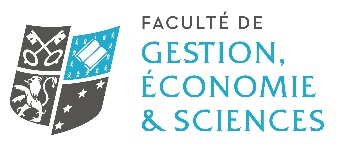 FACULTÉ DE
GESTION,
ÉCONOMIE
& SCIENCES